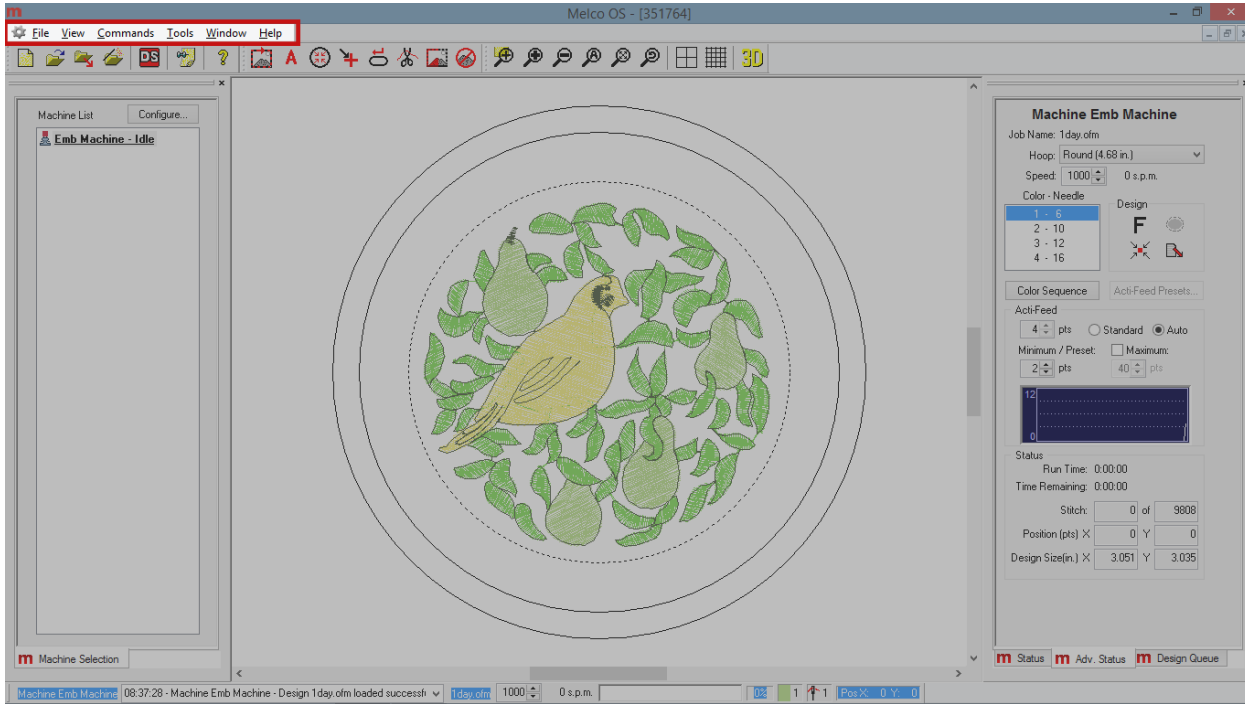 m
Melco OS - [351764]
File View Commands Tools Window Help
DS
?
A
3D
Machine List Configure...
Emb Machine - Idle
Machine Selection
Machine Emb Machine
Job Name: 1day.ofm
Hoop: Round (4.68 in.)
Speed: 1000 0 s.p.m.
Color - Needle Design
1 - 6
2 - 10
3 - 12
4 - 16
F
Color Sequence Acti-Feed Presets...
Acti-Feed
4 pts Standard Auto
Minimum / Preset: Maximum:
2 pts 40 pts
12
0
Status
Run Time: 0:00:00
Time Remaining: 0:00:00
Stitch: 0 of 9808
Position (pts) X 0 Y 0
Design Size(in.) X 3.051 Y 3.035
m Status m Adv. Status m Design Queue
Machine Emb Machine 08:37:28 - Machine Emb Machine - Design 1day.ofm loaded successfu 1day.ofm 1000 0 s.p.m. 0% 1 1 Pos X: 0 Y: 0